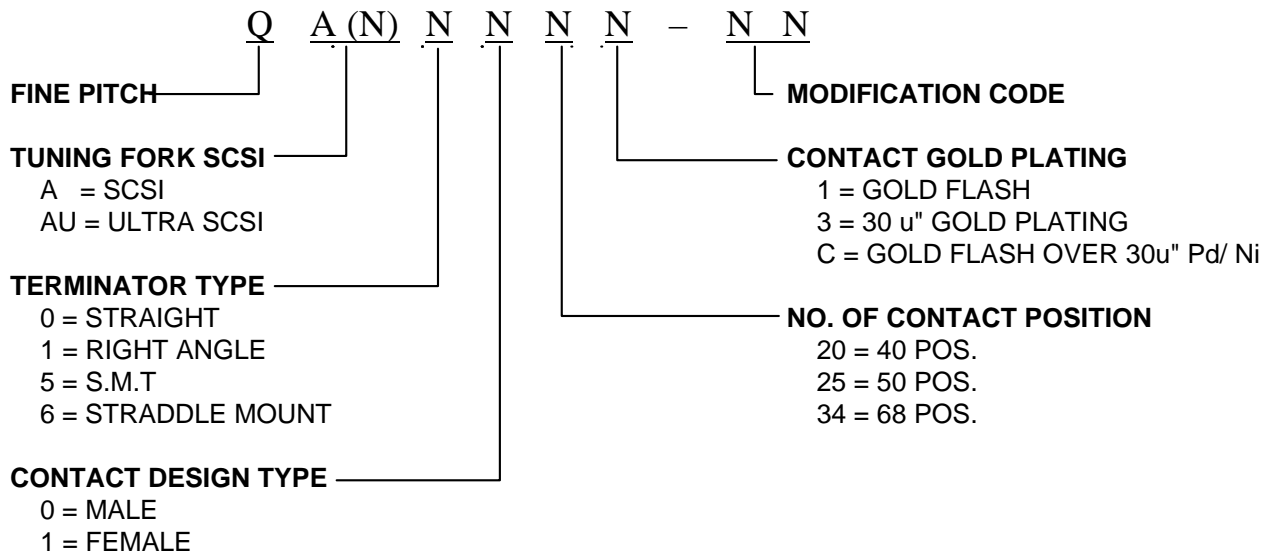 Q A (N) N N N N – N N
FINE PITCH
TUNING FORK SCSI
A = SCSI
AU = ULTRA SCSI
TERMINATOR TYPE
0 = STRAIGHT
1 = RIGHT ANGLE
5 = S.M.T
6 = STRADDLE MOUNT
CONTACT DESIGN TYPE
0 = MALE
1 = FEMALE
MODIFICATION CODE
CONTACT GOLD PLATING
1 = GOLD FLASH
3 = 30 u" GOLD PLATING
C = GOLD FLASH OVER 30u" Pd/ Ni
NO. OF CONTACT POSITION
20 = 40 POS.
25 = 50 POS.
34 = 68 POS.